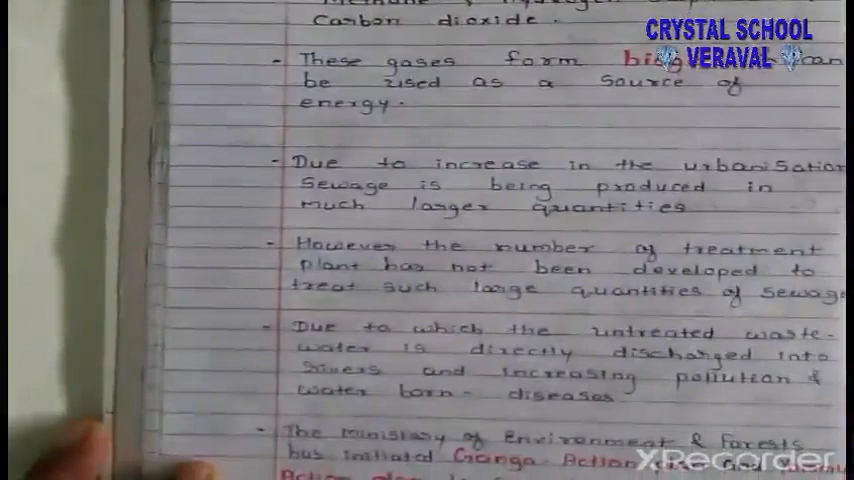 Carbon dioxide.
CRYSTAL SCHOOL
VERAVAL
- These gases form can
be used as a source of
energy.
- Due to increase in the urbanisation
sewage is being produced in
much larger quantities
- However the number of treatment
plant has not been developed to
treat such large quantities of sewage
- Due to which the untreated waste-
water is directly discharged into
rivers and increasing pollution &
water born - diseases
- The ministary of Environment & Forests
has initiated Ganga Action
XRecorder